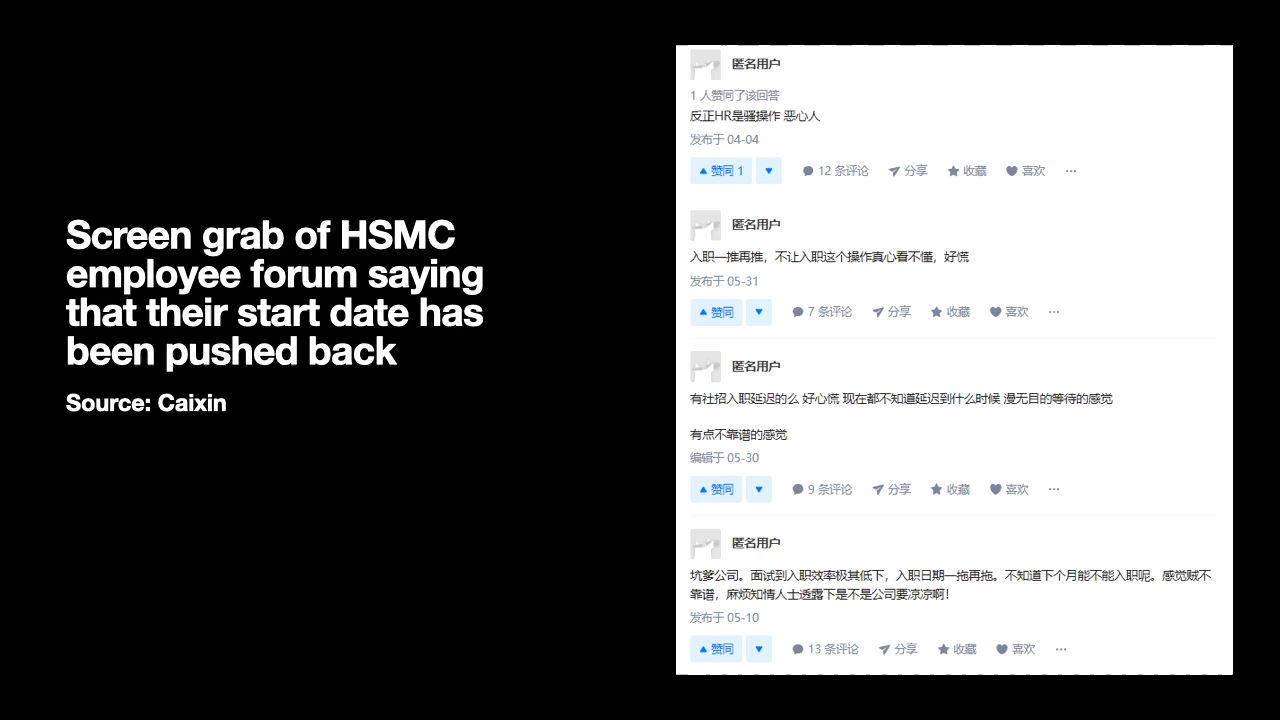 Screen grab of HSMC
employee forum saying
that their start date has
been pushed back
Source: Caixin
匿名用户
1 人赞同了该回答
反正HR是骚操作 恶心人
发布于 04-04
赞同 1 12 条评论 分享 收藏 喜欢
匿名用户
入职一推再推，不让入职这个操作真心看不懂，好慌
发布于 05-31
赞同 7 条评论 分享 收藏 喜欢
匿名用户
有社招入职延迟的么 好心慌 现在都不知道延迟到什么时候 漫无目的等待的感觉
有点不靠谱的感觉
编辑于 05-30
赞同 9 条评论 分享 收藏 喜欢
匿名用户
坑爹公司。面试到入职效率极其低下，入职日期一拖再拖。不知道下个月能不能入职呢。感觉贼不
靠谱，麻烦知情人士透露下是不是公司要凉凉啊！
发布于 05-10
赞同 13 条评论 分享 收藏 喜欢